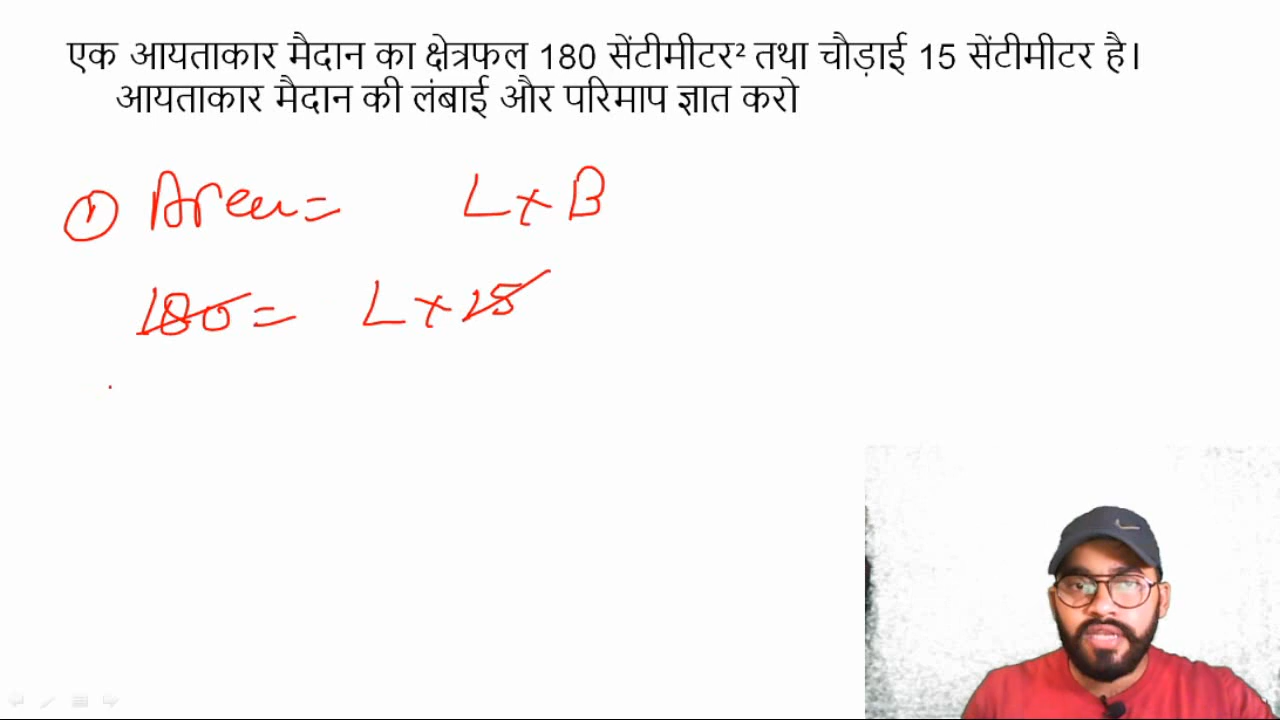 एक आयताकार मैदान का क्षेत्रफल 180 सेंटीमीटर² तथा चौड़ाई 15 सेंटीमीटर है।
आयताकार मैदान की लंबाई और परिमाप ज्ञात करो
① Area = L × B
180 = L × 15